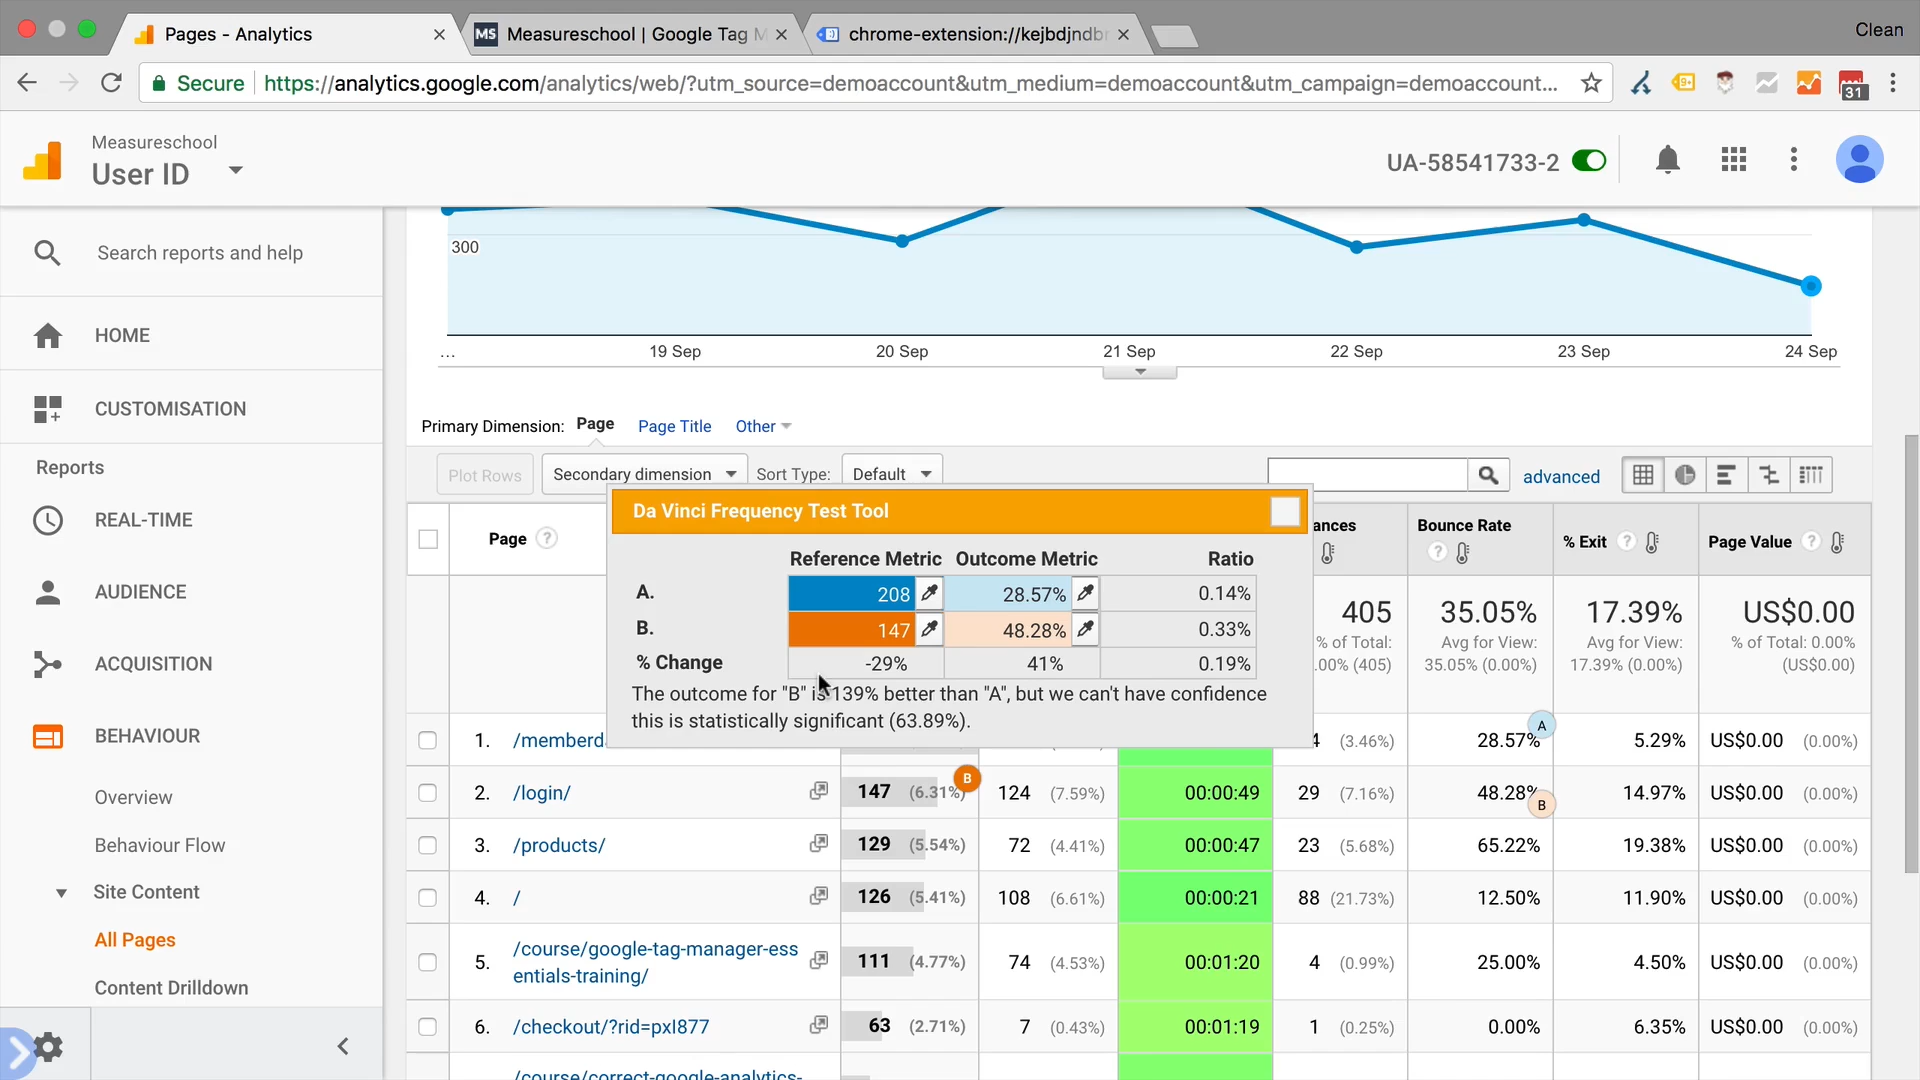 Pages - Analytics
Measureschool | Google Tag M
chrome-extension://kejbdjndbr
Clean
Secure
https://analytics.google.com/analytics/web/?utm_source=demoaccount&utm_medium=demoaccount&utm_campaign=demoaccount...
31
Measureschool
User ID
UA-58541733-2
Search reports and help
HOME
CUSTOMISATION
Reports
REAL-TIME
AUDIENCE
ACQUISITION
BEHAVIOUR
Overview
Behaviour Flow
Site Content
All Pages
Content Drilldown
300
... 19 Sep 20 Sep 21 Sep 22 Sep 23 Sep 24 Sep
Primary Dimension: Page Page Title Other
Plot Rows Secondary dimension Sort Type: Default advanced
Da Vinci Frequency Test Tool
Reference Metric Outcome Metric Ratio
A. 208 28.57% 0.14%
B. 147 48.28% 0.33%
% Change -29% 41% 0.19%
The outcome for "B" is 139% better than "A", but we can't have confidence
this is statistically significant (63.89%).
Page ? ances Bounce Rate ? % Exit ? Page Value ?
405 35.05% 17.39% US$0.00
% of Total: Avg for View: Avg for View: % of Total: 0.00%
.00% (405) 35.05% (0.00%) 17.39% (0.00%) (US$0.00)
1. /memberd 4 (3.46%) 28.57% A 5.29% US$0.00 (0.00%)
2. /login/ 147 (6.31%) B 124 (7.59%) 00:00:49 29 (7.16%) 48.28% B 14.97% US$0.00 (0.00%)
3. /products/ 129 (5.54%) 72 (4.41%) 00:00:47 23 (5.68%) 65.22% 19.38% US$0.00 (0.00%)
4. / 126 (5.41%) 108 (6.61%) 00:00:21 88 (21.73%) 12.50% 11.90% US$0.00 (0.00%)
5. /course/google-tag-manager-ess
entials-training/ 111 (4.77%) 74 (4.53%) 00:01:20 4 (0.99%) 25.00% 4.50% US$0.00 (0.00%)
6. /checkout/?rid=pxI877 63 (2.71%) 7 (0.43%) 00:01:19 1 (0.25%) 0.00% 6.35% US$0.00 (0.00%)
/course/correct-google-analytics-